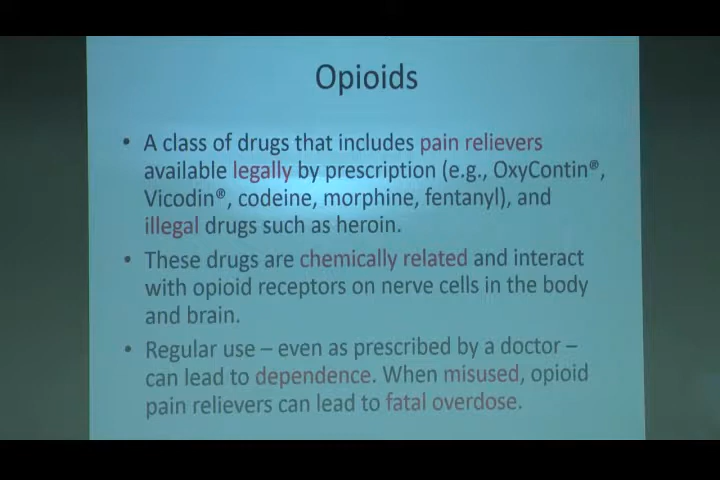 Opioids
• A class of drugs that includes pain relievers
available legally by prescription (e.g., OxyContin®,
Vicodin®, codeine, morphine, fentanyl), and
illegal drugs such as heroin.
• These drugs are chemically related and interact
with opioid receptors on nerve cells in the body
and brain.
• Regular use – even as prescribed by a doctor –
can lead to dependence. When misused, opioid
pain relievers can lead to fatal overdose.